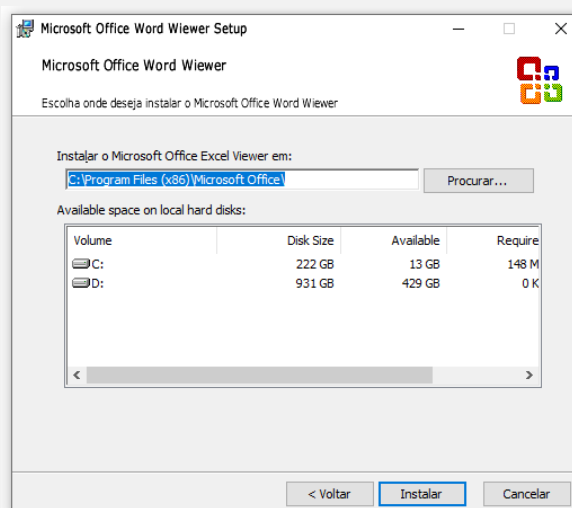 Microsoft Office Word Wiewer Setup
Microsoft Office Word Wiewer
Escolha onde deseja instalar o Microsoft Office Word Wiewer
Instalar o Microsoft Office Excel Viewer em:
C:\Program Files (x86)\Microsoft Office\
Procurar...
Available space on local hard disks:
Volume Disk Size Available Require
C: 222 GB 13 GB 148 M
D: 931 GB 429 GB 0 K
< Voltar Instalar Cancelar